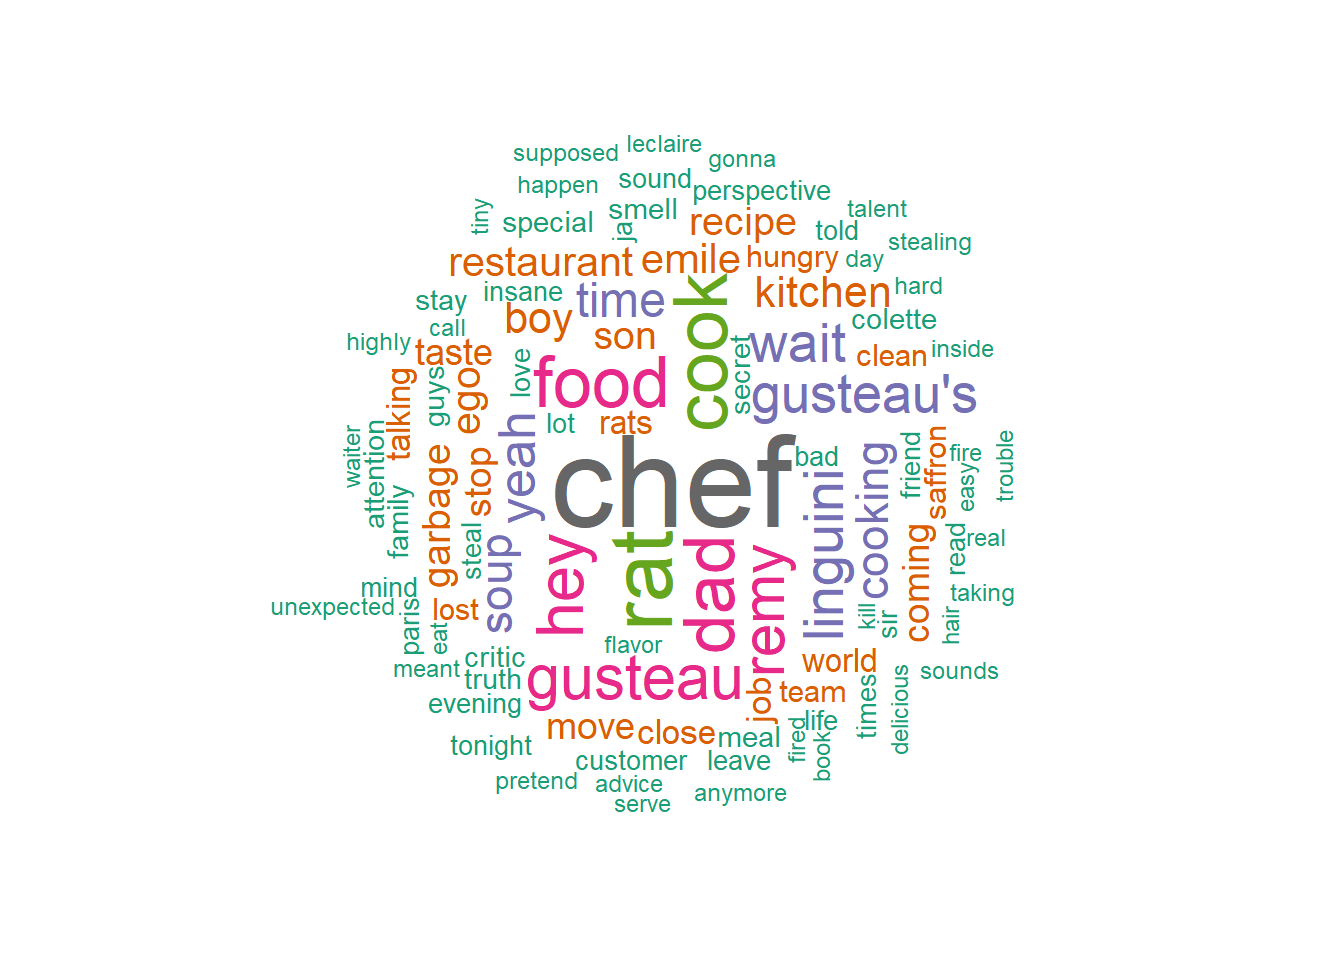 supposed
leclaire
gonna
happen
sound
perspective
tiny
special
smell
ja
recipe
talent
told
stealing
restaurant
emile
hungry
day
stay
insane
time
cook
kitchen
hard
call
boy
son
colette
highly
taste
love
food
secret
wait
clean
inside
talking
guys
ego
gusteau's
waiter
attention
yeah
lot
rats
chef
bad
friend
saffron
fire
easy
trouble
family
garbage
stop
linguini
cooking
steal
soup
hey
rat
dad
remy
coming
read
real
mind
taking
unexpected
paris
lost
eat
kill
sir
hair
flavor
meant
critic
truth
gusteau
world
sounds
evening
job
team
times
delicious
move
close
meal
fired
life
book
tonight
customer
leave
pretend
advice
anymore
serve